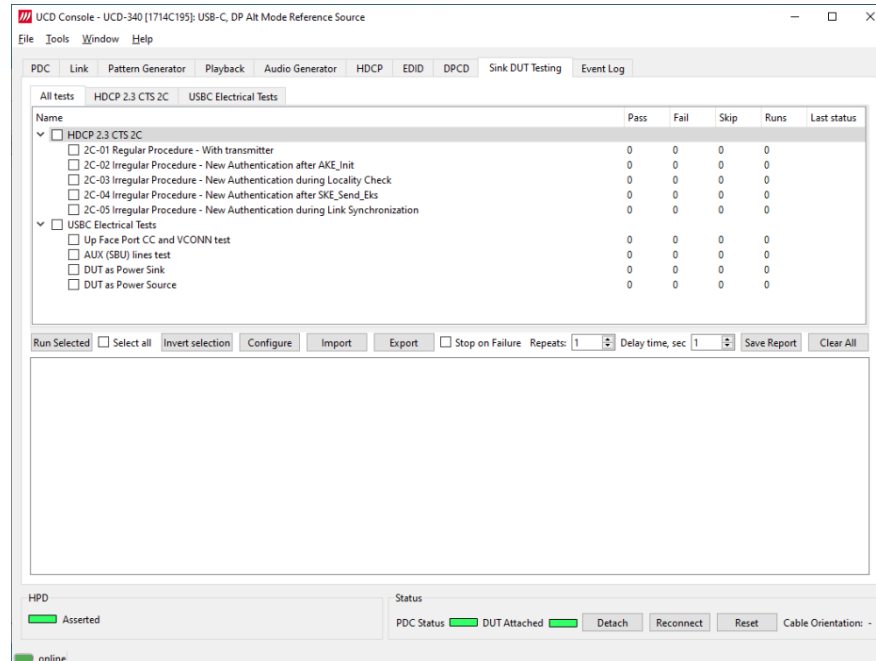 UCD Console - UCD-340 [1714C195]: USB-C, DP Alt Mode Reference Source
File Tools Window Help
PDC Link Pattern Generator Playback Audio Generator HDCP EDID DPCD Sink DUT Testing Event Log
All tests HDCP 2.3 CTS 2C USBC Electrical Tests
Name Pass Fail Skip Runs Last status
HDCP 2.3 CTS 2C
2C-01 Regular Procedure - With transmitter 0 0 0 0
2C-02 Irregular Procedure - New Authentication after AKE_Init 0 0 0 0
2C-03 Irregular Procedure - New Authentication during Locality Check 0 0 0 0
2C-04 Irregular Procedure - New Authentication after SKE_Send_Eks 0 0 0 0
2C-05 Irregular Procedure - New Authentication during Link Synchronization 0 0 0 0
USBC Electrical Tests
Up Face Port CC and VCONN test 0 0 0 0
AUX (SBU) lines test 0 0 0 0
DUT as Power Sink 0 0 0 0
DUT as Power Source 0 0 0 0
Run Selected Select all Invert selection Configure Import Export Stop on Failure Repeats: 1 Delay time, sec 1 Save Report Clear All
HPD Status
Asserted PDC Status DUT Attached Detach Reconnect Reset Cable Orientation: -
online